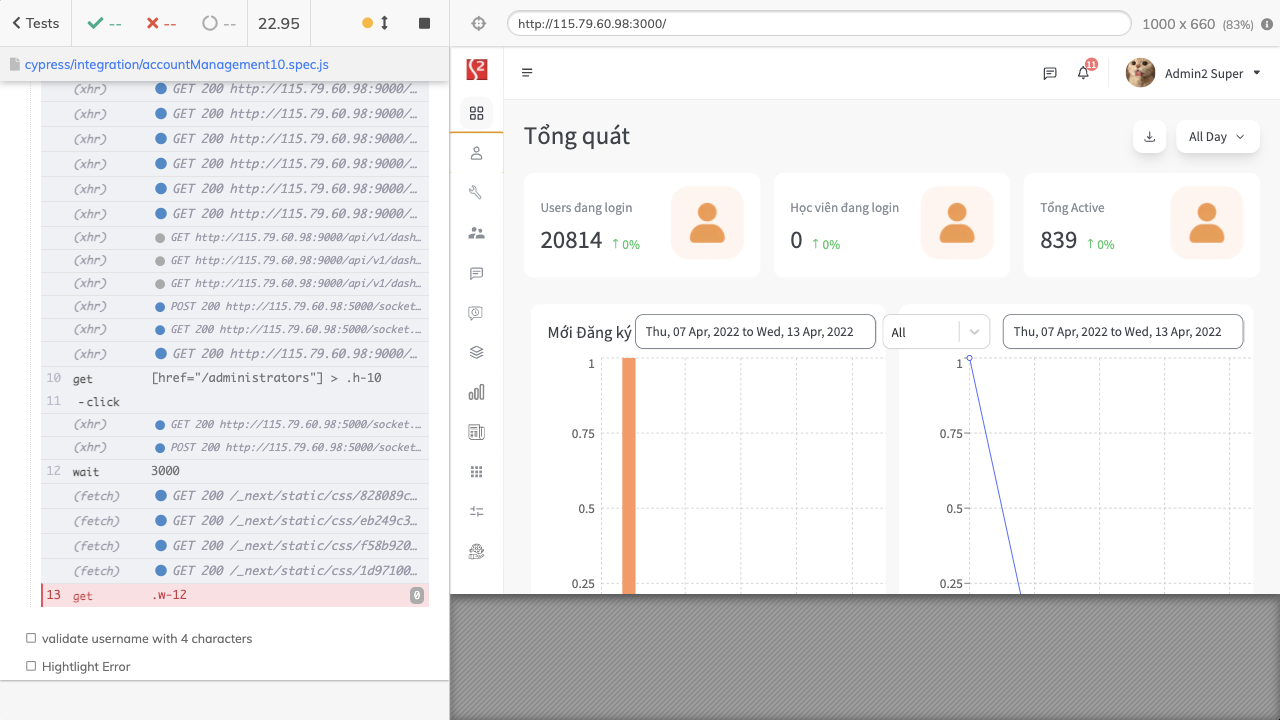 Tests
--
--
--
22.95
cypress/integration/accountManagement10.spec.js
(xhr) GET 200 http://115.79.60.98:9000/…
(xhr) GET 200 http://115.79.60.98:9000/…
(xhr) GET 200 http://115.79.60.98:9000/…
(xhr) GET 200 http://115.79.60.98:9000/…
(xhr) GET 200 http://115.79.60.98:9000/…
(xhr) GET 200 http://115.79.60.98:9000/…
(xhr) GET http://115.79.60.98:9000/api/v1/dash…
(xhr) GET http://115.79.60.98:9000/api/v1/dash…
(xhr) GET http://115.79.60.98:9000/api/v1/dash…
(xhr) POST 200 http://115.79.60.98:5000/socket…
(xhr) GET 200 http://115.79.60.98:5000/socket.…
(xhr) GET 200 http://115.79.60.98:9000/…
10 get [href="/administrators"] > .h-10
11 -click
(xhr) GET 200 http://115.79.60.98:5000/socket.…
(xhr) POST 200 http://115.79.60.98:5000/socket…
12 wait 3000
(fetch) GET 200 /_next/static/css/828089c…
(fetch) GET 200 /_next/static/css/eb249c3…
(fetch) GET 200 /_next/static/css/f58b920…
(fetch) GET 200 /_next/static/css/1d97100…
13 get .w-12 0
validate username with 4 characters
Hightlight Error
http://115.79.60.98:3000/
1000 x 660 (83%)
11
Admin2 Super
Tổng quát
All Day
Users đang login
20814 ↑ 0%
Học viên đang login
0 ↑ 0%
Tổng Active
839 ↑ 0%
Mới Đăng ký
Thu, 07 Apr, 2022 to Wed, 13 Apr, 2022
All
Thu, 07 Apr, 2022 to Wed, 13 Apr, 2022
1
0.75
0.5
0.25
1
0.75
0.5
0.25